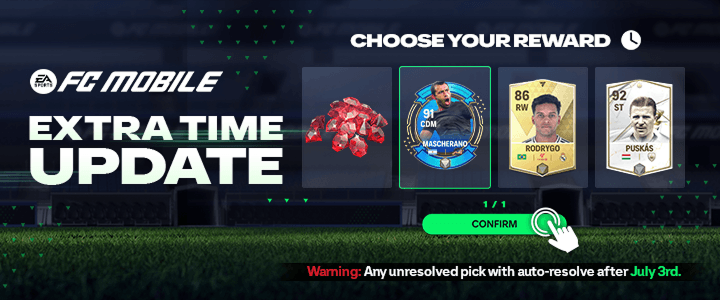 CHOOSE YOUR REWARD
EA SPORTS FC MOBILE
EXTRA TIME
UPDATE
91
CDM
MASCHERANO
86
RW
RODRYGO
92
ST
PUSKÁS
1 / 1
CONFIRM
Warning: Any unresolved pick with auto-resolve after July 3rd.